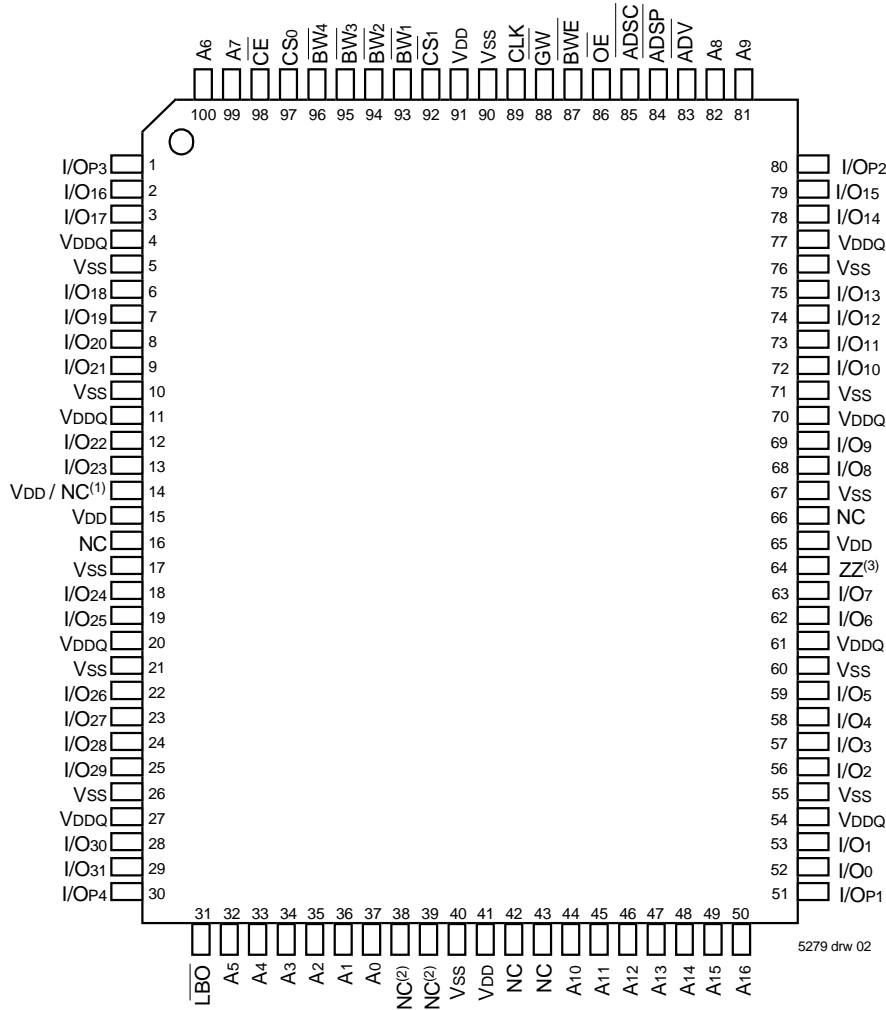 A6 A7 CE CS0 BW4 BW3 BW2 BW1 CS1 VDD VSS CLK GW BWE OE ADSC ADSP ADV A8 A9
100 99 98 97 96 95 94 93 92 91 90 89 88 87 86 85 84 83 82 81
I/OP3 1
I/O16 2
I/O17 3
VDDQ 4
VSS 5
I/O18 6
I/O19 7
I/O20 8
I/O21 9
VSS 10
VDDQ 11
I/O22 12
I/O23 13
VDD / NC(1) 14
VDD 15
NC 16
VSS 17
I/O24 18
I/O25 19
VDDQ 20
VSS 21
I/O26 22
I/O27 23
I/O28 24
I/O29 25
VSS 26
VDDQ 27
I/O30 28
I/O31 29
I/OP4 30
80 I/OP2
79 I/O15
78 I/O14
77 VDDQ
76 VSS
75 I/O13
74 I/O12
73 I/O11
72 I/O10
71 VSS
70 VDDQ
69 I/O9
68 I/O8
67 VSS
66 NC
65 VDD
64 ZZ(3)
63 I/O7
62 I/O6
61 VDDQ
60 VSS
59 I/O5
58 I/O4
57 I/O3
56 I/O2
55 VSS
54 VDDQ
53 I/O1
52 I/O0
51 I/OP1
31 32 33 34 35 36 37 38 39 40 41 42 43 44 45 46 47 48 49 50
LBO A5 A4 A3 A2 A1 A0 NC(2) NC(2) VSS VDD NC NC A10 A11 A12 A13 A14 A15 A16
5279 drw 02